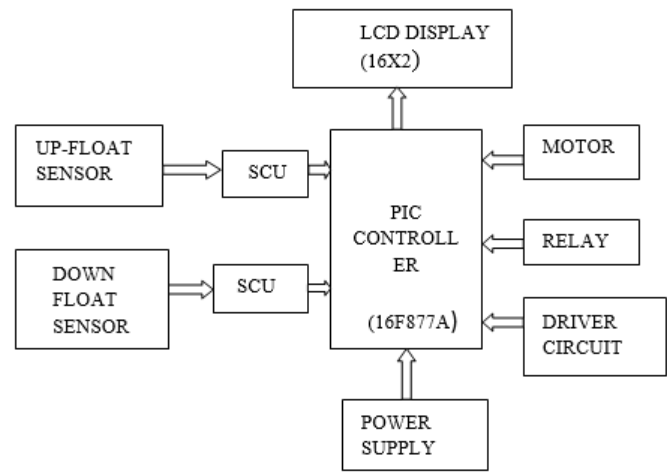 LCD DISPLAY
(16X2)
UP-FLOAT
SENSOR
SCU
PIC
CONTROLL
ER
(16F877A)
MOTOR
RELAY
DOWN
FLOAT
SENSOR
SCU
DRIVER
CIRCUIT
POWER
SUPPLY